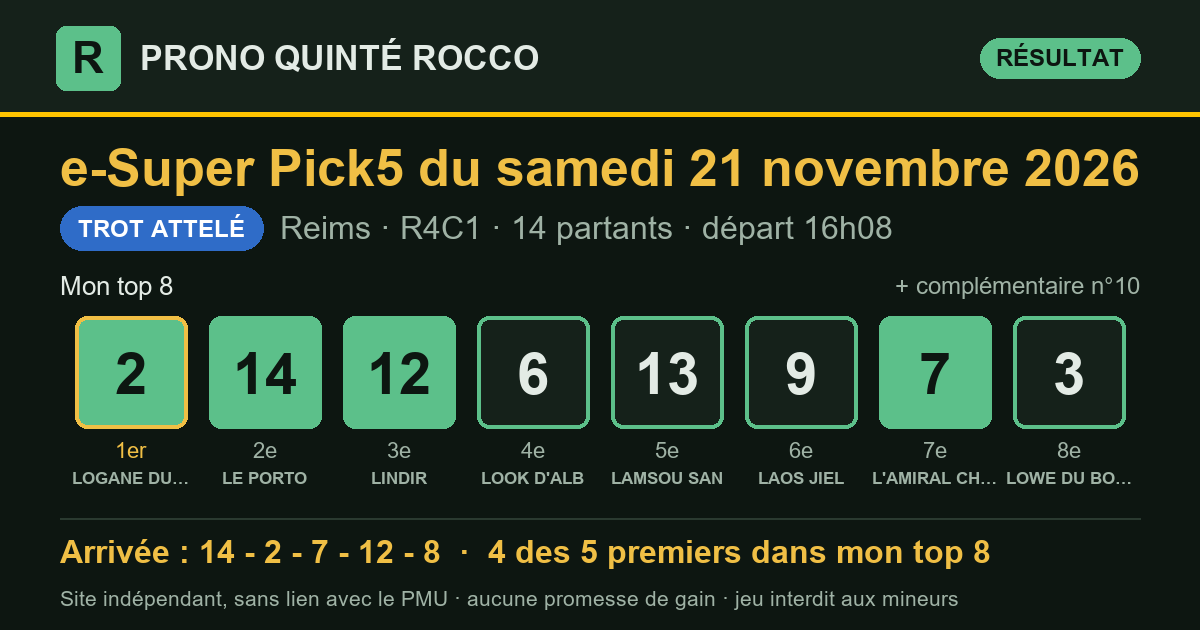 R PRONO QUINTÉ ROCCO RÉSULTAT
e-Super Pick5 du samedi 21 novembre 2026
TROT ATTELÉ Reims · R4C1 · 14 partants · départ 16h08
Mon top 8 + complémentaire n°10
2 14 12 6 13 9 7 3
1er 2e 3e 4e 5e 6e 7e 8e
LOGANE DU... LE PORTO LINDIR LOOK D'ALB LAMSOU SAN LAOS JIEL L'AMIRAL CH... LOWE DU BO...
Arrivée : 14 - 2 - 7 - 12 - 8 · 4 des 5 premiers dans mon top 8
Site indépendant, sans lien avec le PMU · aucune promesse de gain · jeu interdit aux mineurs